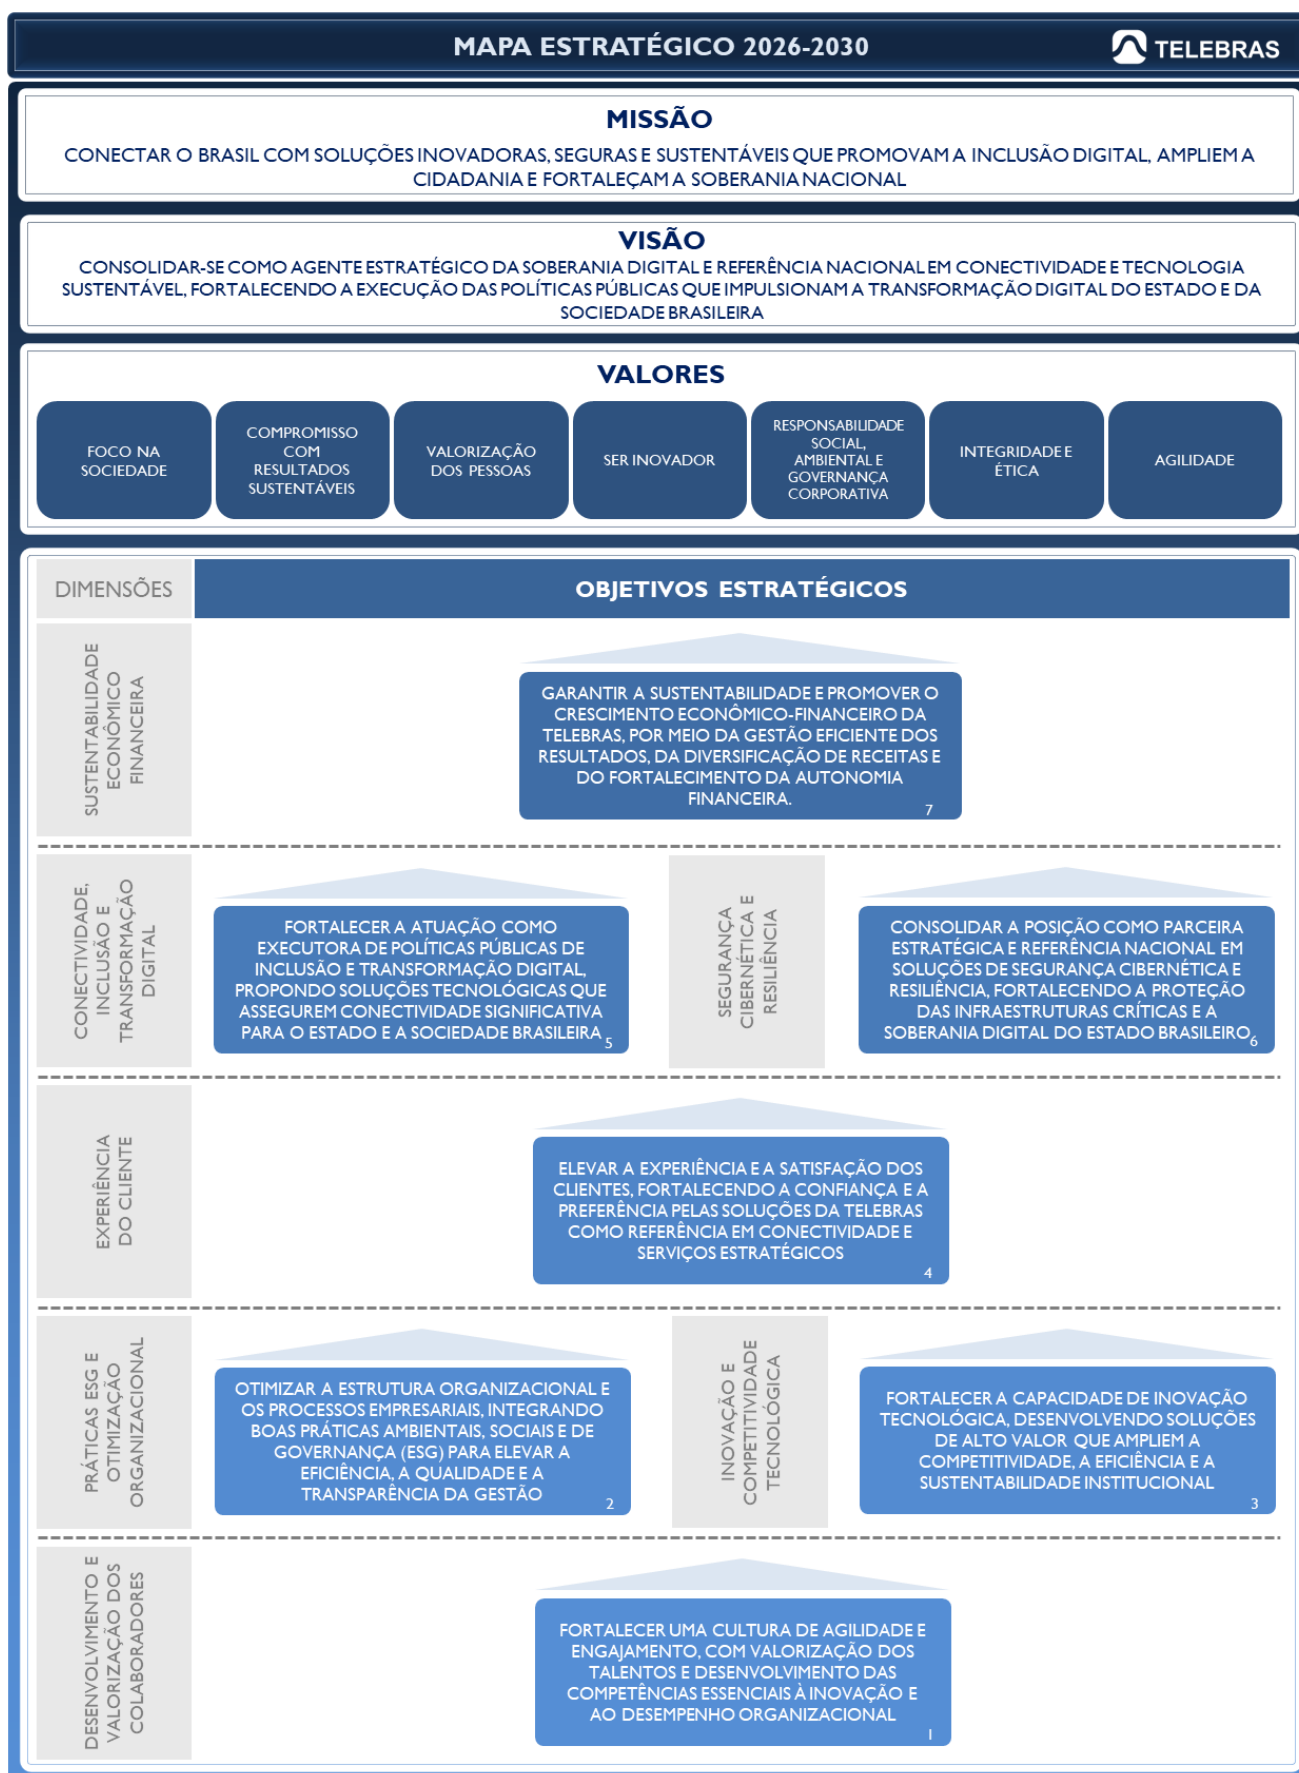 MAPA ESTRATÉGICO 2026-2030
TELEBRAS
MISSÃO
CONECTAR O BRASIL COM SOLUÇÕES INOVADORAS, SEGURAS E SUSTENTÁVEIS QUE PROMOVAM A INCLUSÃO DIGITAL, AMPLIEM A
CIDADANIA E FORTALEÇAM A SOBERANIA NACIONAL
VISÃO
CONSOLIDAR-SE COMO AGENTE ESTRATÉGICO DA SOBERANIA DIGITAL E REFERÊNCIA NACIONAL EM CONECTIVIDADE E TECNOLOGIA
SUSTENTÁVEL, FORTALECENDO A EXECUÇÃO DAS POLÍTICAS PÚBLICAS QUE IMPULSIONAM A TRANSFORMAÇÃO DIGITAL DO ESTADO E DA
SOCIEDADE BRASILEIRA
VALORES
FOCO NA
SOCIEDADE
COMPROMISSO
COM
RESULTADOS
SUSTENTÁVEIS
VALORIZAÇÃO
DOS PESSOAS
SER INOVADOR
RESPONSABILIDADE
SOCIAL,
AMBIENTAL E
GOVERNANÇA
CORPORATIVA
INTEGRIDADE E
ÉTICA
AGILIDADE
DIMENSÕES
OBJETIVOS ESTRATÉGICOS
SUSTENTABILIDADE
ECONÔMICO
FINANCEIRA
GARANTIR A SUSTENTABILIDADE E PROMOVER O
CRESCIMENTO ECONÔMICO-FINANCEIRO DA
TELEBRAS, POR MEIO DA GESTÃO EFICIENTE DOS
RESULTADOS, DA DIVERSIFICAÇÃO DE RECEITAS E
DO FORTALECIMENTO DA AUTONOMIA
FINANCEIRA.
7
CONECTIVIDADE,
INCLUSÃO E
TRANSFORMAÇÃO
DIGITAL
FORTALECER A ATUAÇÃO COMO
EXECUTORA DE POLÍTICAS PÚBLICAS DE
INCLUSÃO E TRANSFORMAÇÃO DIGITAL,
PROPONDO SOLUÇÕES TECNOLÓGICAS QUE
ASSEGUREM CONECTIVIDADE SIGNIFICATIVA
PARA O ESTADO E A SOCIEDADE BRASILEIRA
5
SEGURANÇA
CIBERNÉTICA E
RESILIÊNCIA
CONSOLIDAR A POSIÇÃO COMO PARCEIRA
ESTRATÉGICA E REFERÊNCIA NACIONAL EM
SOLUÇÕES DE SEGURANÇA CIBERNÉTICA E
RESILIÊNCIA, FORTALECENDO A PROTEÇÃO
DAS INFRAESTRUTURAS CRÍTICAS E A
SOBERANIA DIGITAL DO ESTADO BRASILEIRO
6
EXPERIÊNCIA
DO CLIENTE
ELEVAR A EXPERIÊNCIA E A SATISFAÇÃO DOS
CLIENTES, FORTALECENDO A CONFIANÇA E A
PREFERÊNCIA PELAS SOLUÇÕES DA TELEBRAS
COMO REFERÊNCIA EM CONECTIVIDADE E
SERVIÇOS ESTRATÉGICOS
4
PRÁTICAS ESG E
OTIMIZAÇÃO
ORGANIZACIONAL
OTIMIZAR A ESTRUTURA ORGANIZACIONAL E
OS PROCESSOS EMPRESARIAIS, INTEGRANDO
BOAS PRÁTICAS AMBIENTAIS, SOCIAIS E DE
GOVERNANÇA (ESG) PARA ELEVAR A
EFICIÊNCIA, A QUALIDADE E A
TRANSPARÊNCIA DA GESTÃO
2
INOVAÇÃO E
COMPETITIVIDADE
TECNOLÓGICA
FORTALECER A CAPACIDADE DE INOVAÇÃO
TECNOLÓGICA, DESENVOLVENDO SOLUÇÕES
DE ALTO VALOR QUE AMPLIEM A
COMPETITIVIDADE, A EFICIÊNCIA E A
SUSTENTABILIDADE INSTITUCIONAL
3
DESENVOLVIMENTO E
VALORIZAÇÃO DOS
COLABORADORES
FORTALECER UMA CULTURA DE AGILIDADE E
ENGAJAMENTO, COM VALORIZAÇÃO DOS
TALENTOS E DESENVOLVIMENTO DAS
COMPETÊNCIAS ESSENCIAIS À INOVAÇÃO E
AO DESEMPENHO ORGANIZACIONAL
1